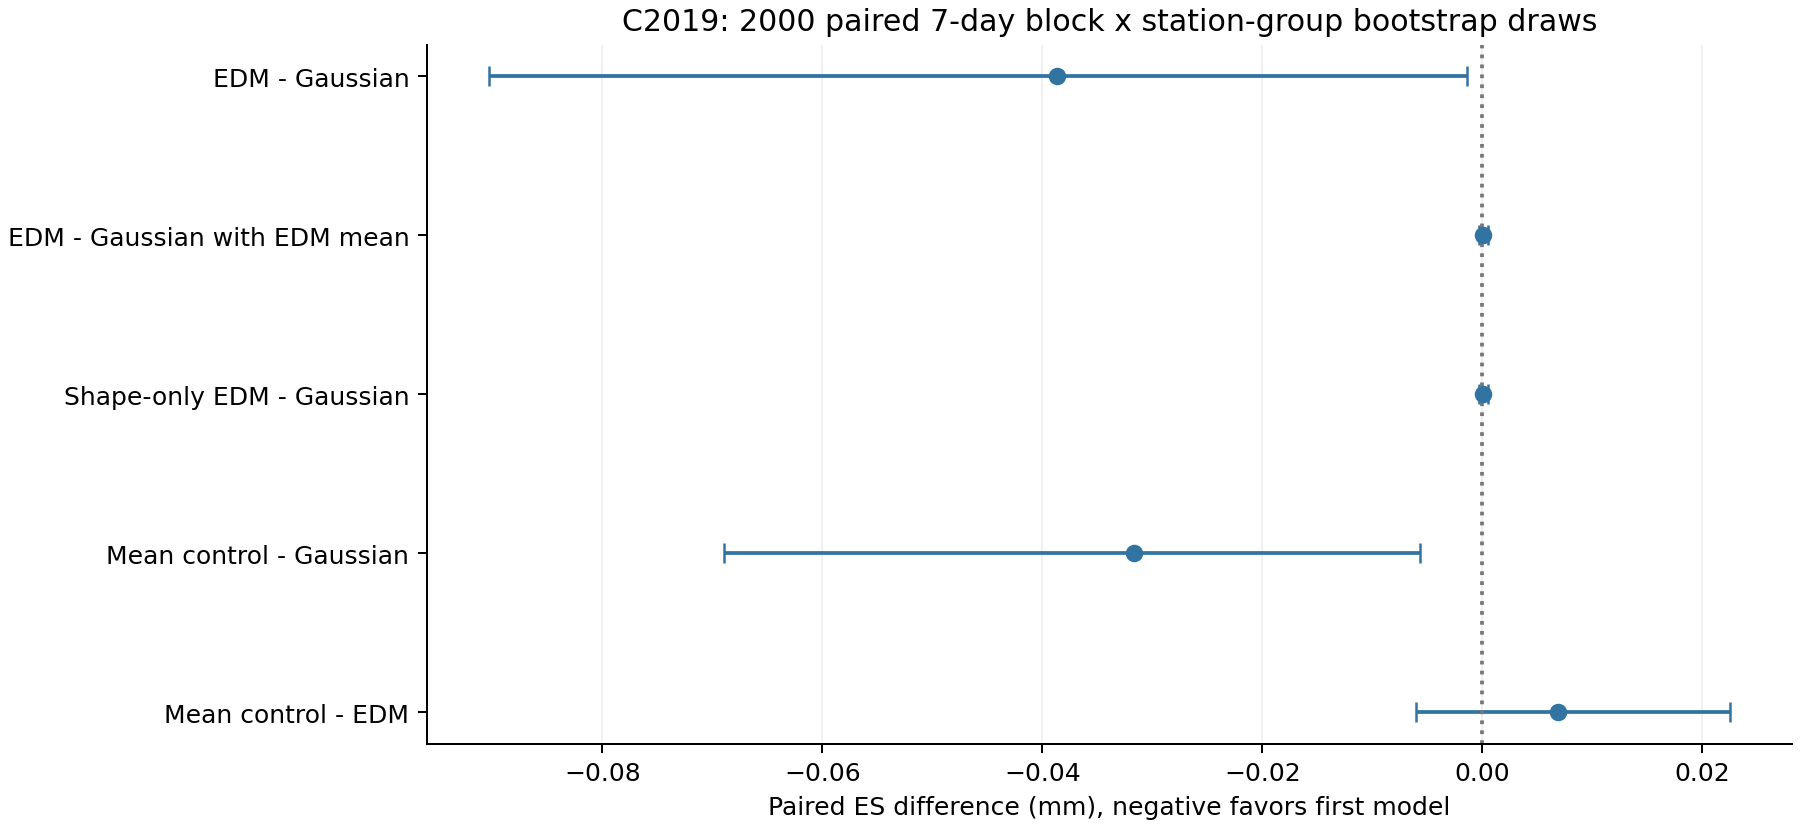 C2019: 2000 paired 7-day block x station-group bootstrap draws
EDM - Gaussian
EDM - Gaussian with EDM mean
Shape-only EDM - Gaussian
Mean control - Gaussian
Mean control - EDM
−0.08 −0.06 −0.04 −0.02 0.00 0.02
Paired ES difference (mm), negative favors first model